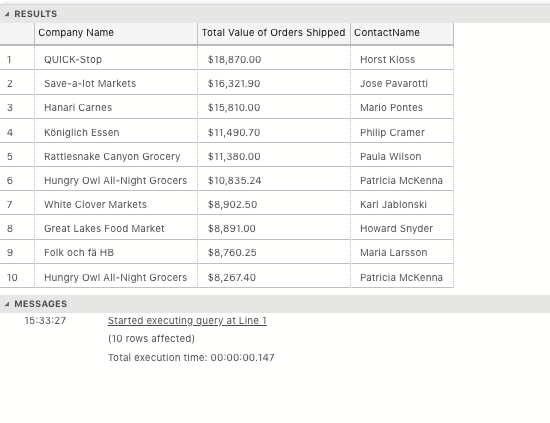 RESULTS
Company Name Total Value of Orders Shipped ContactName
1 QUICK-Stop $18,870.00 Horst Kloss
2 Save-a-lot Markets $16,321.90 Jose Pavarotti
3 Hanari Carnes $15,810.00 Mario Pontes
4 Königlich Essen $11,490.70 Philip Cramer
5 Rattlesnake Canyon Grocery $11,380.00 Paula Wilson
6 Hungry Owl All-Night Grocers $10,835.24 Patricia McKenna
7 White Clover Markets $8,902.50 Karl Jablonski
8 Great Lakes Food Market $8,891.00 Howard Snyder
9 Folk och fä HB $8,760.25 Maria Larsson
10 Hungry Owl All-Night Grocers $8,267.40 Patricia McKenna
MESSAGES
15:33:27 Started executing query at Line 1
(10 rows affected)
Total execution time: 00:00:00.147